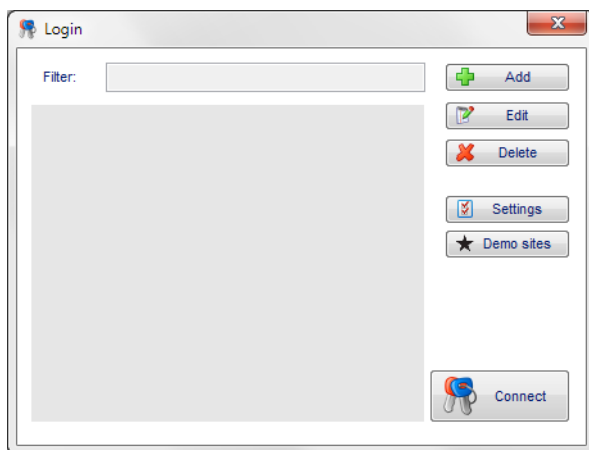 Login
Filter:
Add
Edit
Delete
Settings
Demo sites
Connect